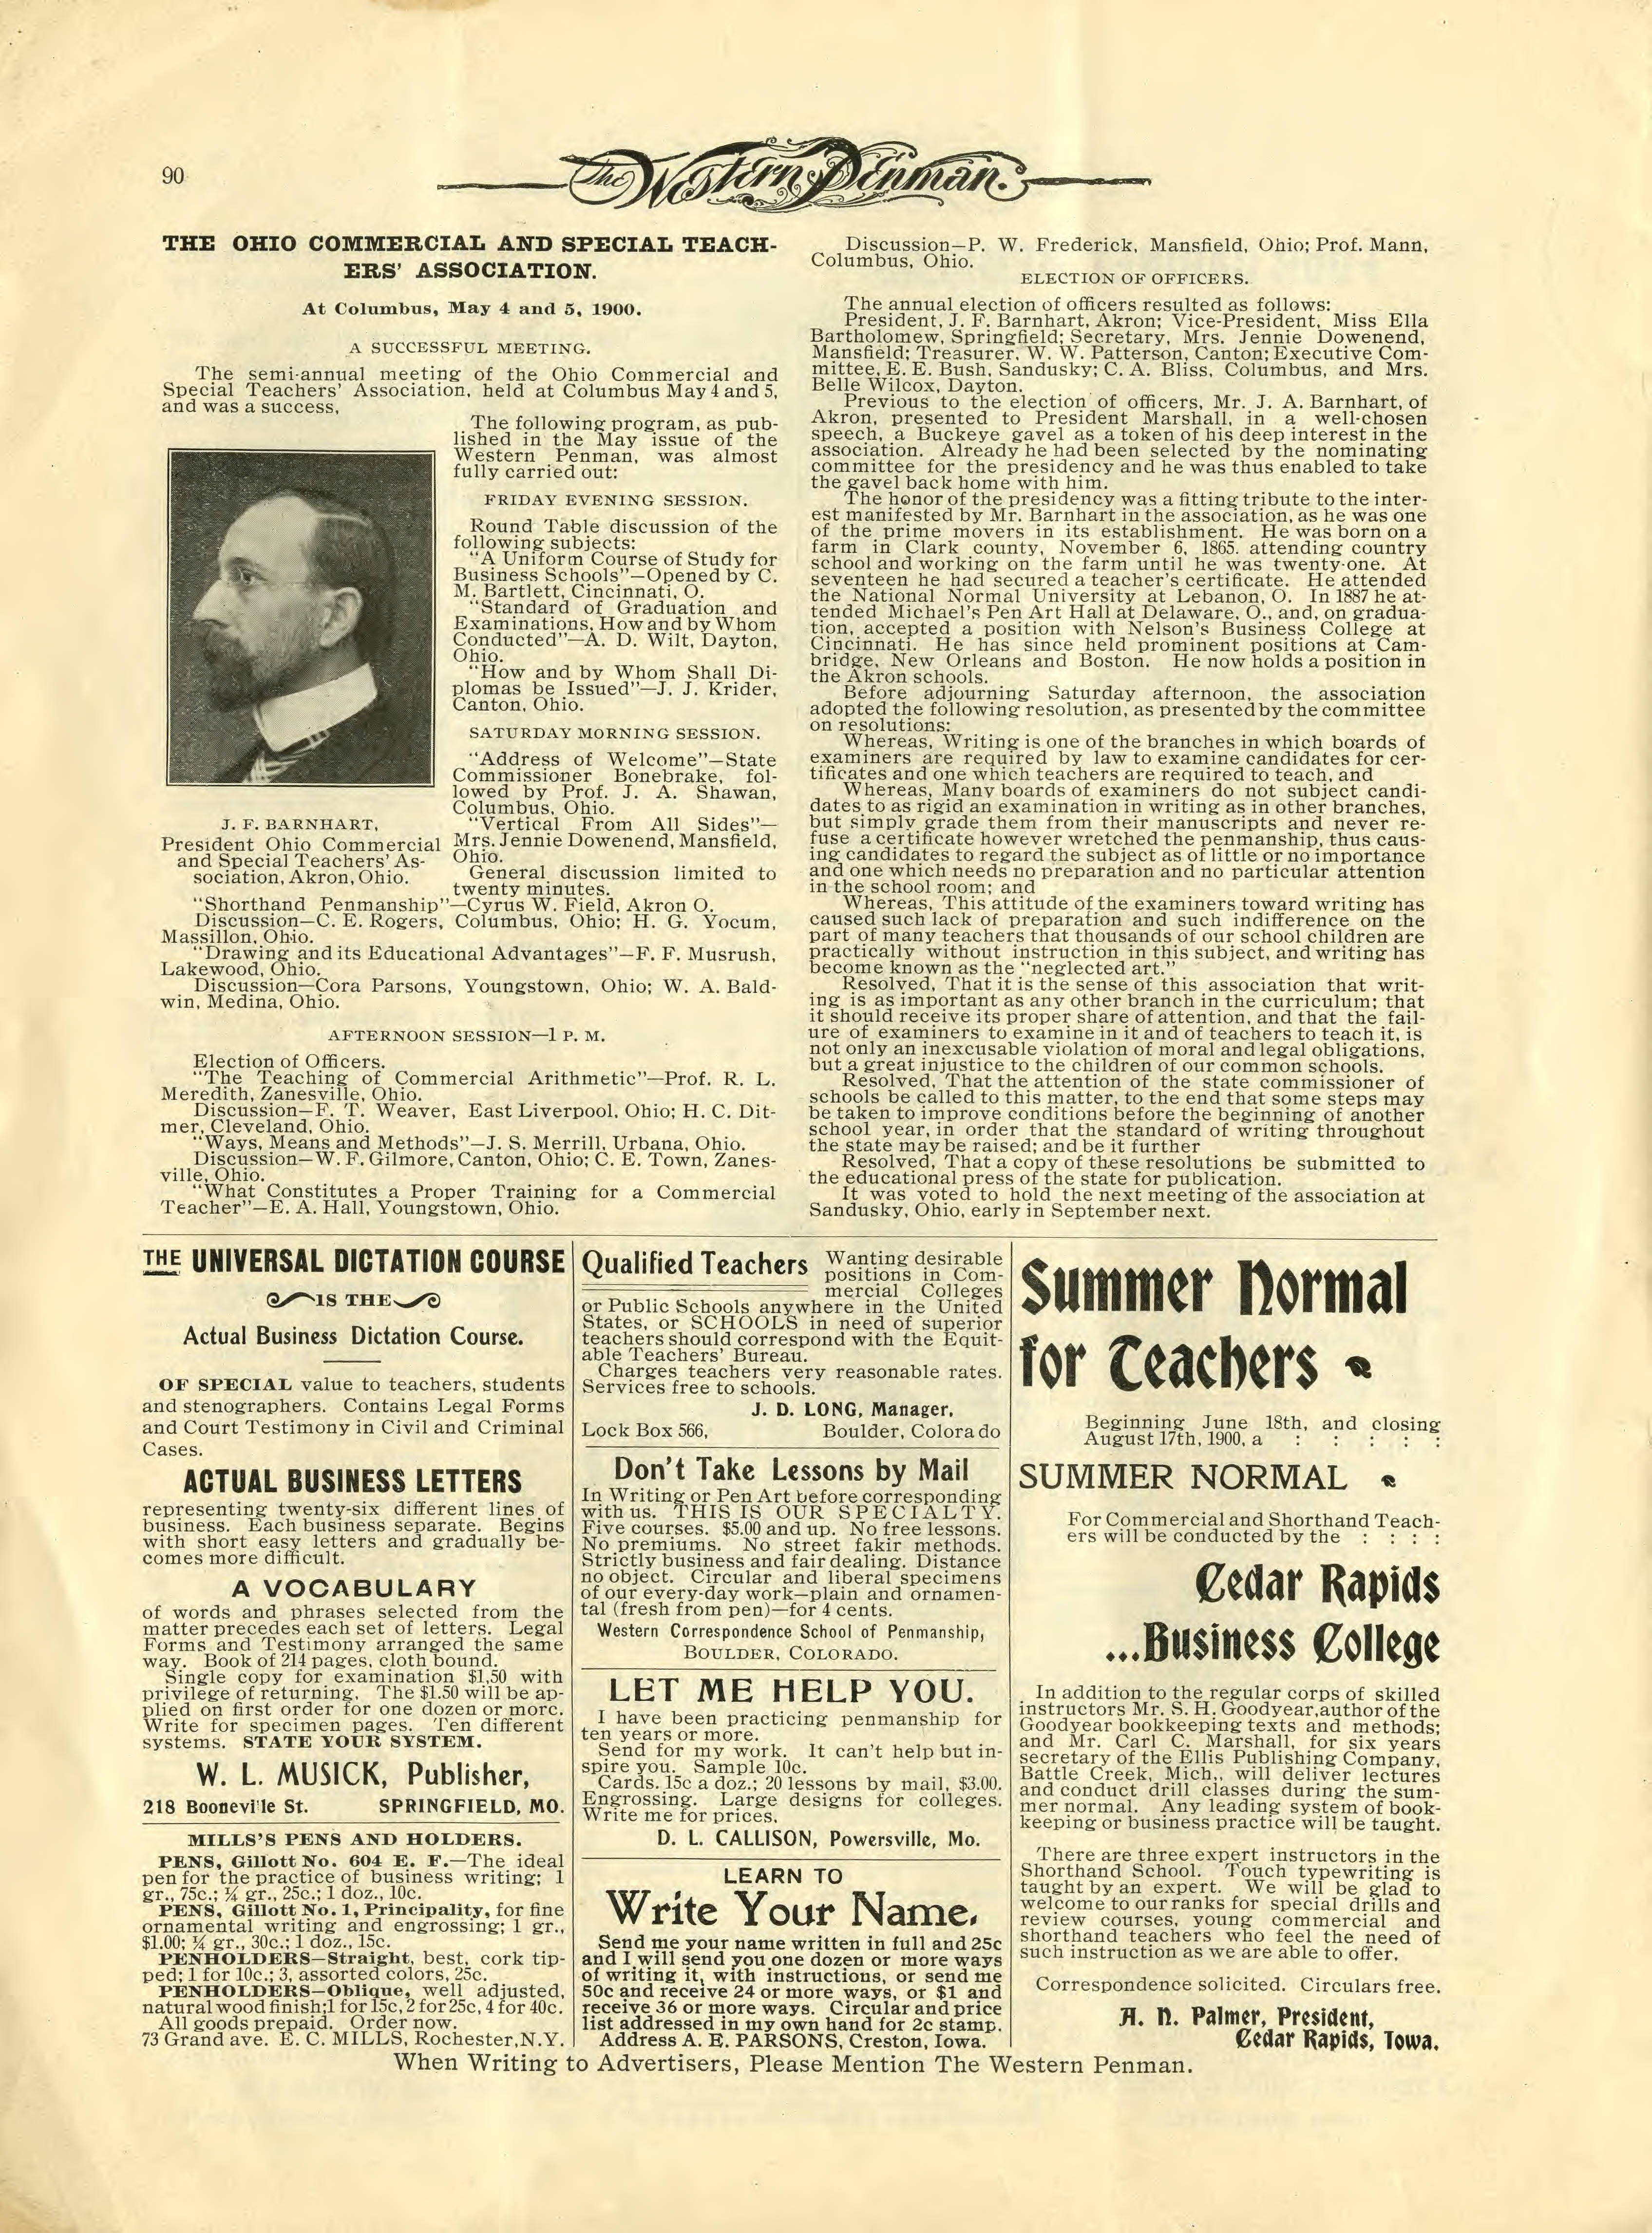 90
The Western Penman.
THE OHIO COMMERCIAL AND SPECIAL TEACH-
ERS' ASSOCIATION.
At Columbus, May 4 and 5, 1900.
A SUCCESSFUL MEETING.
The semi-annual meeting of the Ohio Commercial and
Special Teachers' Association, held at Columbus May 4 and 5,
and was a success,
The following program, as pub-
lished in the May issue of the
Western Penman, was almost
fully carried out:
FRIDAY EVENING SESSION.
Round Table discussion of the
following subjects:
"A Uniform Course of Study for
Business Schools"—Opened by C.
M. Bartlett, Cincinnati, O.
"Standard of Graduation and
Examinations, How and by Whom
Conducted"—A. D. Wilt, Dayton,
Ohio.
"How and by Whom Shall Di-
plomas be Issued"—J. J. Krider,
Canton, Ohio.
SATURDAY MORNING SESSION.
"Address of Welcome"—State
Commissioner Bonebrake, fol-
lowed by Prof. J. A. Shawan,
Columbus, Ohio.
"Vertical From All Sides"—
Mrs. Jennie Dowenend, Mansfield,
Ohio.
General discussion limited to
twenty minutes.
J. F. BARNHART,
President Ohio Commercial
and Special Teachers' As-
sociation, Akron, Ohio.
"Shorthand Penmanship"—Cyrus W. Field, Akron O.
Discussion—C. E. Rogers, Columbus, Ohio; H. G. Yocum,
Massillon, Ohio.
"Drawing and its Educational Advantages"—F. F. Musrush,
Lakewood, Ohio.
Discussion—Cora Parsons, Youngstown, Ohio; W. A. Bald-
win, Medina, Ohio.
AFTERNOON SESSION—1 P. M.
Election of Officers.
"The Teaching of Commercial Arithmetic"—Prof. R. L.
Meredith, Zanesville, Ohio.
Discussion—F. T. Weaver, East Liverpool, Ohio; H. C. Dit-
mer, Cleveland, Ohio.
"Ways, Means and Methods"—J. S. Merrill, Urbana, Ohio.
Discussion—W. F. Gilmore, Canton, Ohio; C. E. Town, Zanes-
ville, Ohio.
"What Constitutes a Proper Training for a Commercial
Teacher"—E. A. Hall, Youngstown, Ohio.
Discussion—P. W. Frederick, Mansfield, Ohio; Prof. Mann,
Columbus, Ohio.
ELECTION OF OFFICERS.
The annual election of officers resulted as follows:
President, J. F. Barnhart, Akron; Vice-President, Miss Ella
Bartholomew, Springfield; Secretary, Mrs. Jennie Dowenend,
Mansfield; Treasurer, W. W. Patterson, Canton; Executive Com-
mittee, E. E. Bush, Sandusky; C. A. Bliss, Columbus, and Mrs.
Belle Wilcox, Dayton.
Previous to the election of officers, Mr. J. A. Barnhart, of
Akron, presented to President Marshall, in a well-chosen
speech, a Buckeye gavel as a token of his deep interest in the
association. Already he had been selected by the nominating
committee for the presidency and he was thus enabled to take
the gavel back home with him.
The honor of the presidency was a fitting tribute to the inter-
est manifested by Mr. Barnhart in the association, as he was one
of the prime movers in its establishment. He was born on a
farm in Clark county, November 6, 1865. attending country
school and working on the farm until he was twenty-one. At
seventeen he had secured a teacher's certificate. He attended
the National Normal University at Lebanon, O. In 1887 he at-
tended Michael's Pen Art Hall at Delaware, O., and, on gradua-
tion, accepted a position with Nelson's Business College at
Cincinnati. He has since held prominent positions at Cam-
bridge, New Orleans and Boston. He now holds a position in
the Akron schools.
Before adjourning Saturday afternoon, the association
adopted the following resolution, as presented by the committee
on resolutions:
Whereas, Writing is one of the branches in which boards of
examiners are required by law to examine candidates for cer-
tificates and one which teachers are required to teach, and
Whereas, Many boards of examiners do not subject candi-
dates to as rigid an examination in writing as in other branches,
but simply grade them from their manuscripts and never re-
fuse a certificate however wretched the penmanship, thus caus-
ing candidates to regard the subject as of little or no importance
and one which needs no preparation and no particular attention
in the school room; and
Whereas, This attitude of the examiners toward writing has
caused such lack of preparation and such indifference on the
part of many teachers that thousands of our school children are
practically without instruction in this subject, and writing has
become known as the "neglected art."
Resolved, That it is the sense of this association that writ-
ing is as important as any other branch in the curriculum; that
it should receive its proper share of attention, and that the fail-
ure of examiners to examine in it and of teachers to teach it, is
not only an inexcusable violation of moral and legal obligations,
but a great injustice to the children of our common schools.
Resolved, That the attention of the state commissioner of
schools be called to this matter, to the end that some steps may
be taken to improve conditions before the beginning of another
school year, in order that the standard of writing throughout
the state may be raised; and be it further
Resolved, That a copy of these resolutions be submitted to
the educational press of the state for publication.
It was voted to hold the next meeting of the association at
Sandusky, Ohio, early in September next.
THE UNIVERSAL DICTATION COURSE
IS THE
Actual Business Dictation Course.
OF SPECIAL value to teachers, students
and stenographers. Contains Legal Forms
and Court Testimony in Civil and Criminal
Cases.
ACTUAL BUSINESS LETTERS
representing twenty-six different lines of
business. Each business separate. Begins
with short easy letters and gradually be-
comes more difficult.
A VOCABULARY
of words and phrases selected from the
matter precedes each set of letters. Legal
Forms and Testimony arranged the same
way. Book of 214 pages, cloth bound.
Single copy for examination $1,50 with
privilege of returning. The $1.50 will be ap-
plied on first order for one dozen or more.
Write for specimen pages. Ten different
systems. STATE YOUR SYSTEM.
W. L. MUSICK, Publisher,
218 Booneville St. SPRINGFIELD, MO.
MILLS'S PENS AND HOLDERS.
PENS, Gillott No. 604 E. F.—The ideal
pen for the practice of business writing; 1
gr., 75c.; ¼ gr., 25c.; 1 doz., 10c.
PENS, Gillott No. 1, Principality, for fine
ornamental writing and engrossing; 1 gr.,
$1.00; ¼ gr., 30c.; 1 doz., 15c.
PENHOLDERS—Straight, best, cork tip-
ped; 1 for 10c.; 3, assorted colors, 25c.
PENHOLDERS—Oblique, well adjusted,
natural wood finish;1 for 15c, 2 for 25c, 4 for 40c.
All goods prepaid. Order now.
73 Grand ave. E. C. MILLS, Rochester,N.Y.
Qualified Teachers Wanting desirable
positions in Com-
mercial Colleges
or Public Schools anywhere in the United
States, or SCHOOLS in need of superior
teachers should correspond with the Equit-
able Teachers' Bureau.
Charges teachers very reasonable rates.
Services free to schools.
J. D. LONG, Manager,
Lock Box 566, Boulder, Colorado
Don't Take Lessons by Mail
In Writing or Pen Art before corresponding
with us. THIS IS OUR SPECIALTY.
Five courses. $5.00 and up. No free lessons.
No premiums. No street fakir methods.
Strictly business and fair dealing. Distance
no object. Circular and liberal specimens
of our every-day work—plain and ornamen-
tal (fresh from pen)—for 4 cents.
Western Correspondence School of Penmanship,
BOULDER, COLORADO.
LET ME HELP YOU.
I have been practicing penmanship for
ten years or more.
Send for my work. It can't help but in-
spire you. Sample 10c.
Cards. 15c a doz.; 20 lessons by mail, $3.00.
Engrossing. Large designs for colleges.
Write me for prices.
D. L. CALLISON, Powersville, Mo.
LEARN TO
Write Your Name.
Send me your name written in full and 25c
and I will send you one dozen or more ways
of writing it, with instructions, or send me
50c and receive 24 or more ways, or $1 and
receive 36 or more ways. Circular and price
list addressed in my own hand for 2c stamp.
Address A. E. PARSONS, Creston, Iowa.
Summer Normal
for Teachers
Beginning June 18th, and closing
August 17th, 1900, a : : : : :
SUMMER NORMAL
For Commercial and Shorthand Teach-
ers will be conducted by the : : : :
Cedar Rapids
...Business College
In addition to the regular corps of skilled
instructors Mr. S. H. Goodyear,author of the
Goodyear bookkeeping texts and methods;
and Mr. Carl C. Marshall, for six years
secretary of the Ellis Publishing Company,
Battle Creek, Mich., will deliver lectures
and conduct drill classes during the sum-
mer normal. Any leading system of book-
keeping or business practice will be taught.
There are three expert instructors in the
Shorthand School. Touch typewriting is
taught by an expert. We will be glad to
welcome to our ranks for special drills and
review courses, young commercial and
shorthand teachers who feel the need of
such instruction as we are able to offer.
Correspondence solicited. Circulars free.
A. N. Palmer, President,
Cedar Rapids, Iowa.
When Writing to Advertisers, Please Mention The Western Penman.